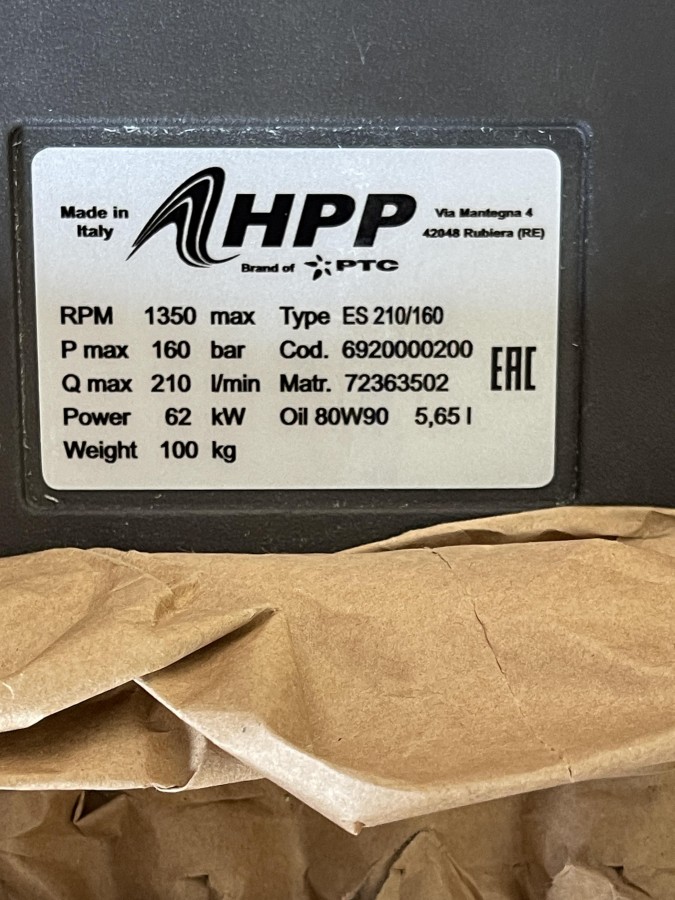 Made in
Italy
HPP
Brand of PTC
Via Mantegna 4
42048 Rubiera (RE)
RPM 1350 max Type ES 210/160
P max 160 bar Cod. 6920000200
Q max 210 l/min Matr. 72363502
Power 62 kW Oil 80W90 5,65 l
Weight 100 kg
EAC